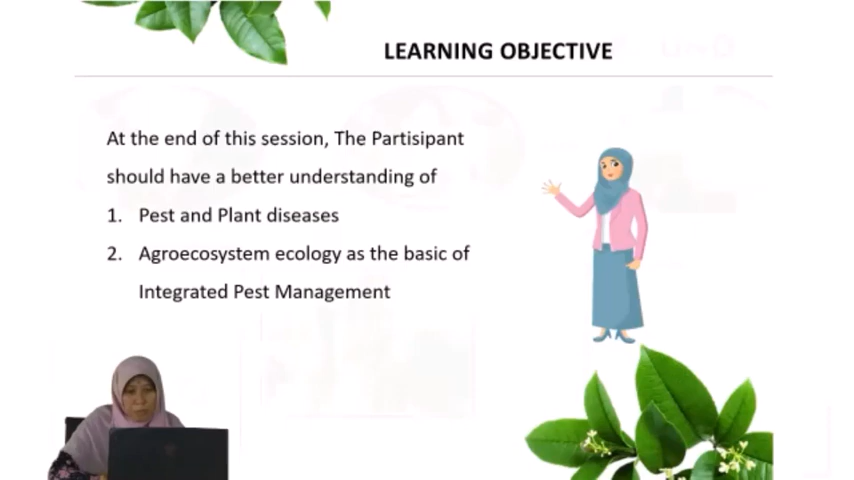 LEARNING OBJECTIVE
At the end of this session, The Partisipant
should have a better understanding of
1. Pest and Plant diseases
2. Agroecosystem ecology as the basic of
Integrated Pest Management